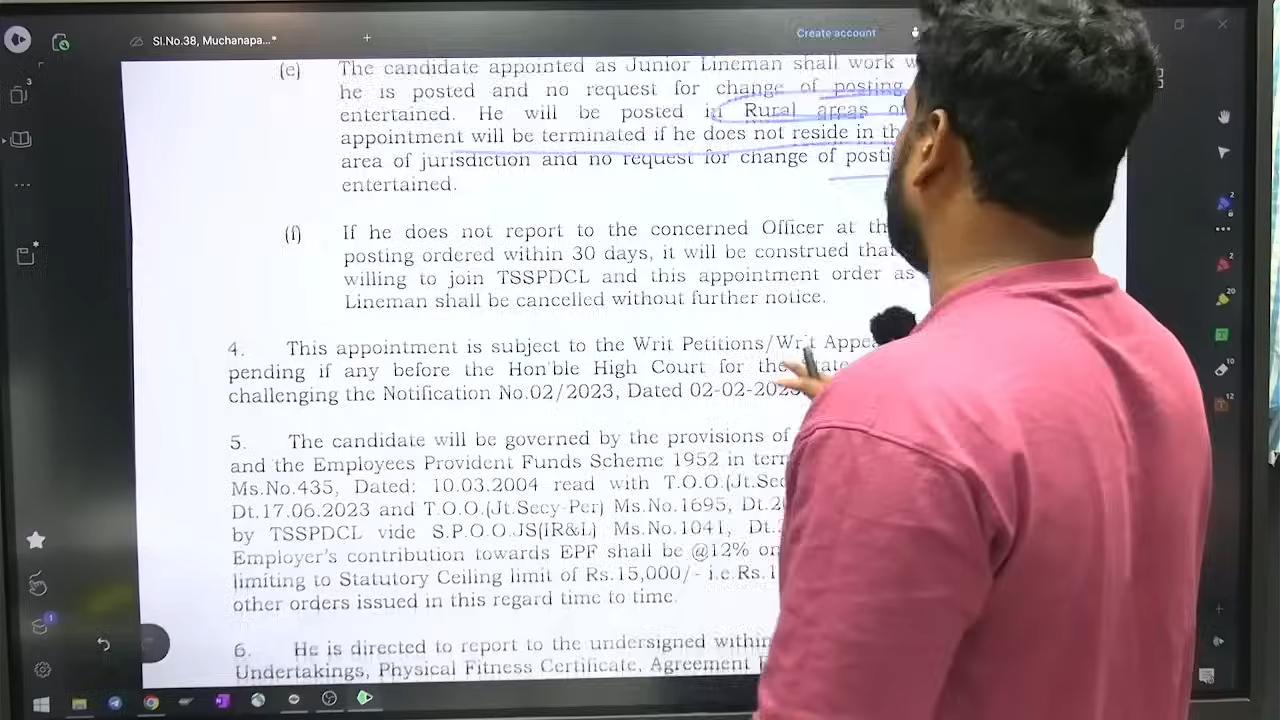 Sl.No.38, Muchanapa...*
+
Create account
(e) The candidate appointed as Junior Lineman shall work
he is posted and no request for change of posting
entertained. He will be posted in Rural areas
appointment will be terminated if he does not reside in
area of jurisdiction and no request for change of
entertained.
(f) If he does not report to the concerned Officer at
posting ordered within 30 days, it will be construed that
willing to join TSSPDCL and this appointment order as
Lineman shall be cancelled without further notice.
4. This appointment is subject to the Writ Petitions/Writ
pending if any before the Hon'ble High Court for the State
challenging the Notification No.02/2023, Dated 02-02-2023
5. The candidate will be governed by the provisions of
and the Employees Provident Funds Scheme 1952 in
Ms.No.435, Dated: 10.03.2004 read with T.O.O.(Jt.Sec
Dt.17.06.2023 and T.O.O.(Jt.Secy-Per) Ms.No.1695,
by TSSPDCL vide S.P.O.O.JS(IR&L) Ms.No.1041, Dt.
Employer's contribution towards EPF shall be @12%
limiting to Statutory Ceiling limit of Rs.15,000/- i.e.Rs.1
other orders issued in this regard time to time.
6. He is directed to report to the undersigned within
Undertakings, Physical Fitness Certificate, Agreement